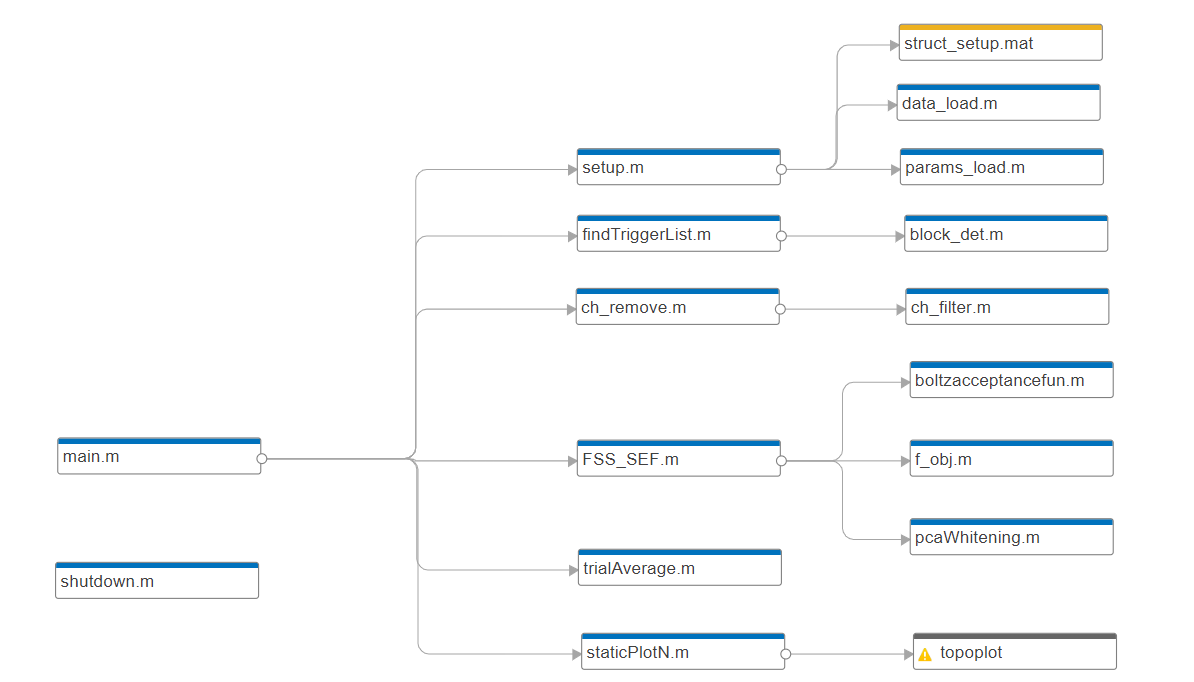 struct_setup.mat
data_load.m
setup.m
params_load.m
findTriggerList.m
block_det.m
ch_remove.m
ch_filter.m
boltzacceptancefun.m
main.m
FSS_SEF.m
f_obj.m
pcaWhitening.m
shutdown.m
trialAverage.m
staticPlotN.m
topoplot